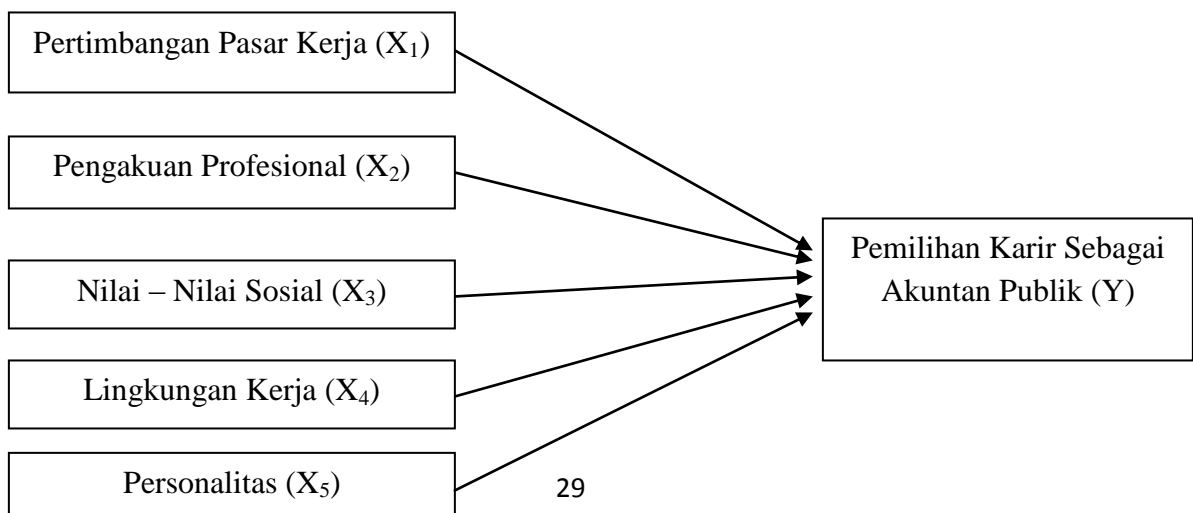 Pertimbangan Pasar Kerja (X₁)
Pengakuan Profesional (X₂)
Nilai – Nilai Sosial (X₃)
Lingkungan Kerja (X₄)
Personalitas (X₅)
Pemilihan Karir Sebagai
Akuntan Publik (Y)
29